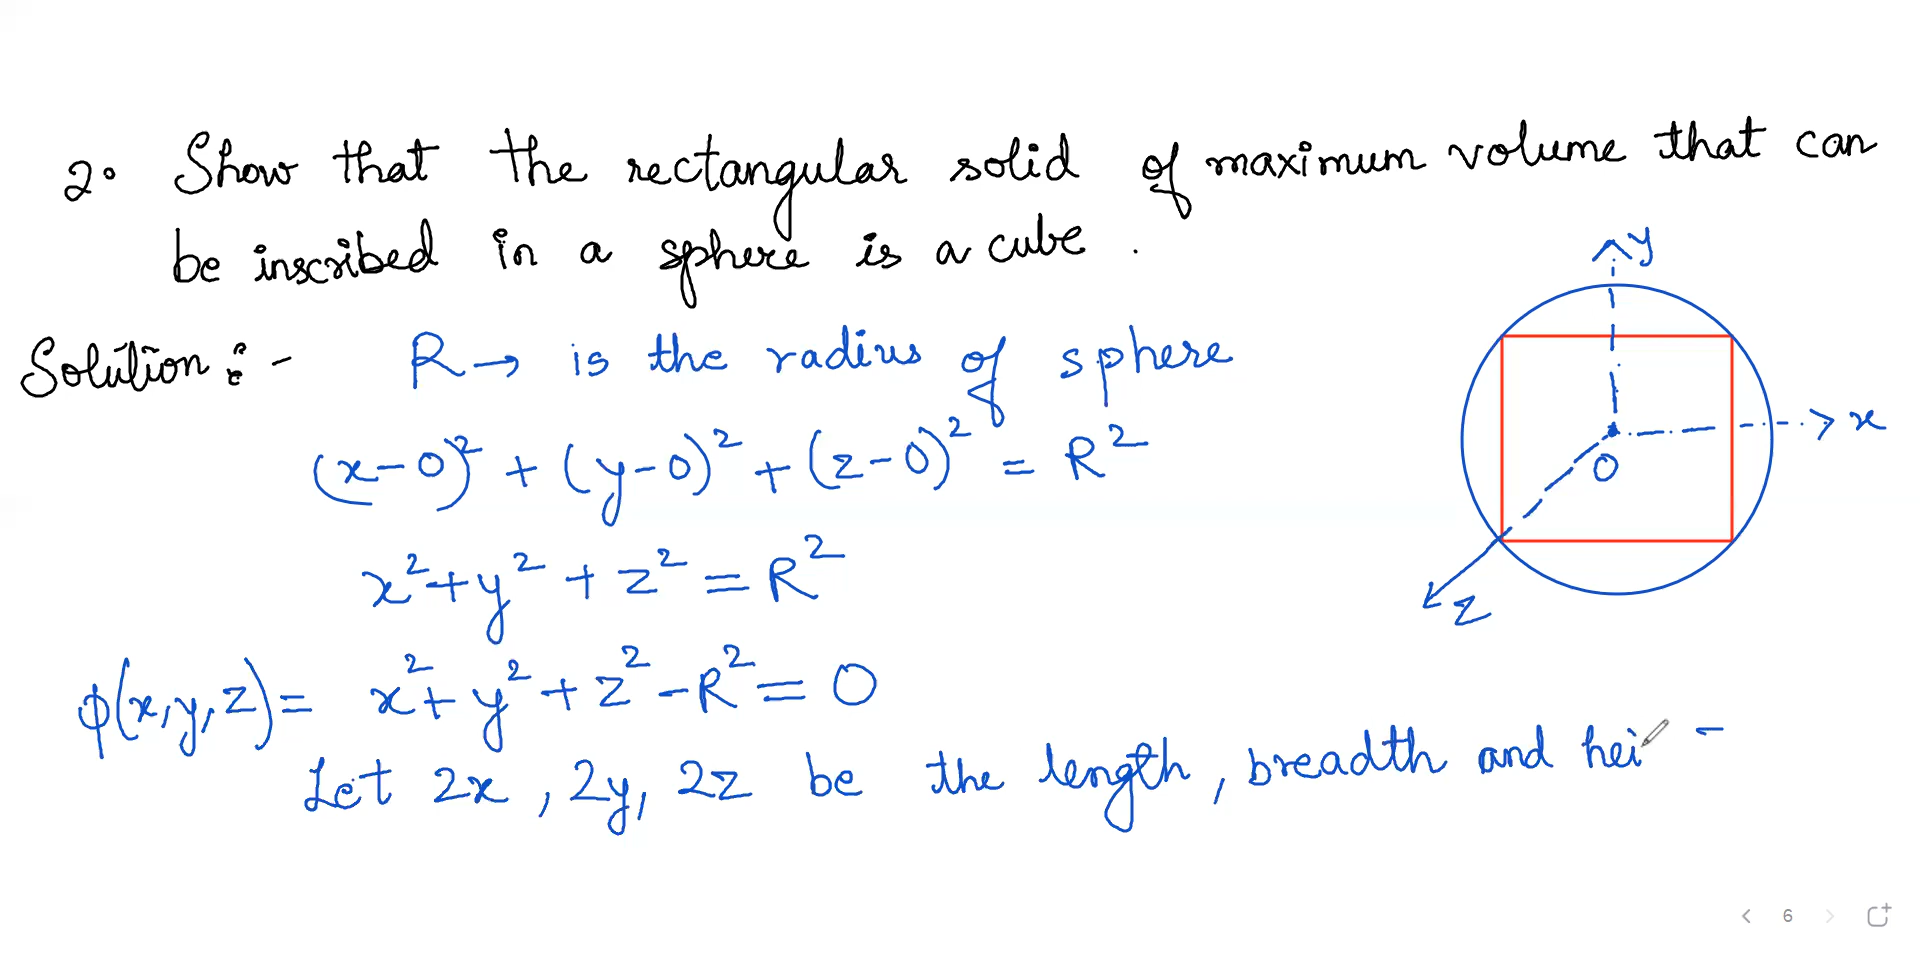 2. Show that the rectangular solid of maximum volume that can
be inscribed in a sphere is a cube .
Solution :-
R → is the radius of sphere
(x-0)² + (y-0)² + (z-0)² = R²
x² + y² + z² = R²
ϕ(x,y,z) = x² + y² + z² - R² = 0
Let 2x , 2y, 2z be the length, breadth and hei
y
x
O
z
6